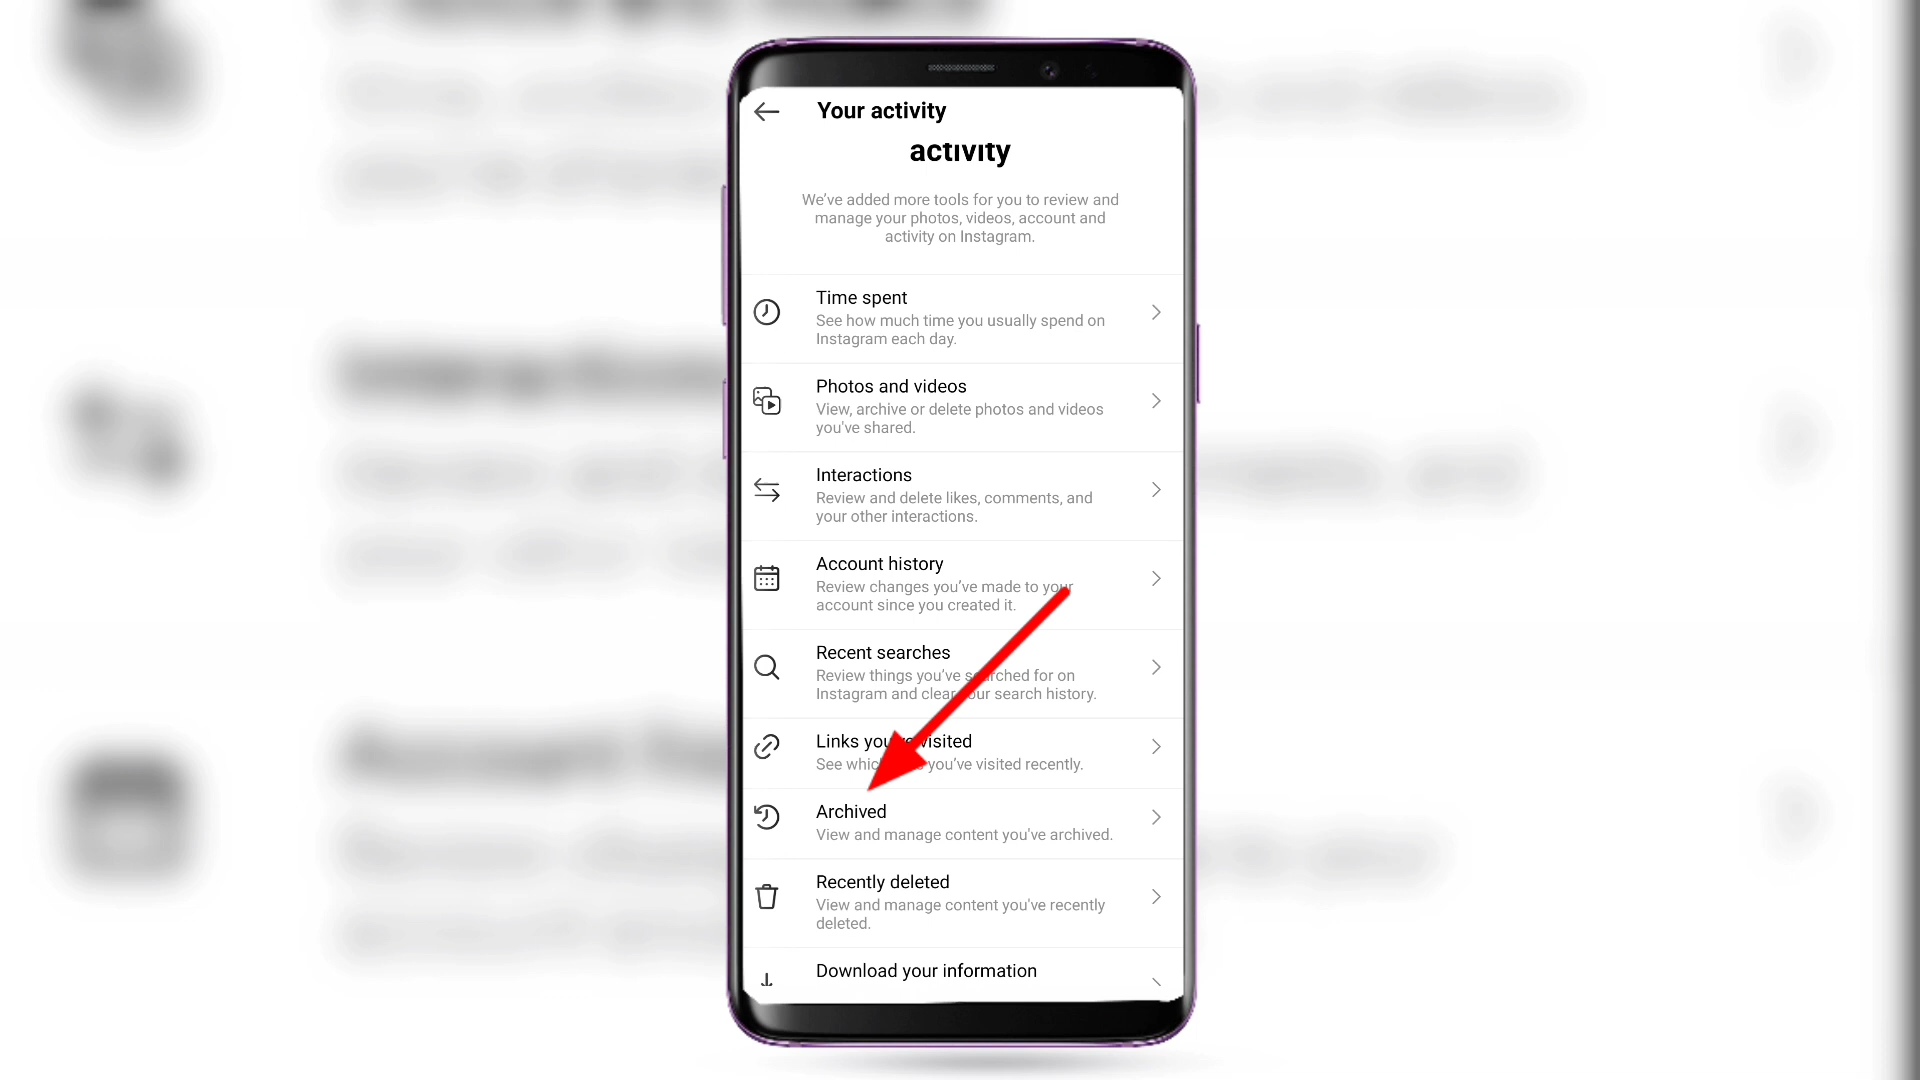 Your activity
activity
We've added more tools for you to review and
manage your photos, videos, account and
activity on Instagram.
Time spent
See how much time you usually spend on
Instagram each day.
Photos and videos
View, archive or delete photos and videos
you've shared.
Interactions
Review and delete likes, comments, and
your other interactions.
Account history
Review changes you've made to your
account since you created it.
Recent searches
Review things you've searched for on
Instagram and clear your search history.
Links you've visited
See which you've visited recently.
Archived
View and manage content you've archived.
Recently deleted
View and manage content you've recently
deleted.
Download your information